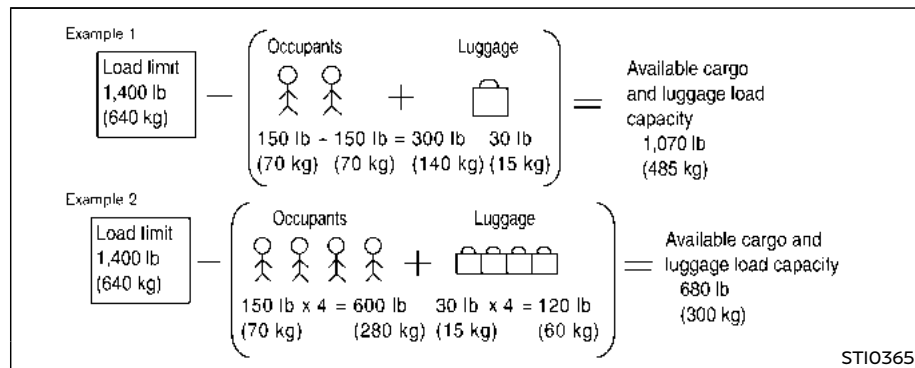 Example 1
Load limit
1,400 lb
(640 kg)
Occupants
Luggage
150 lb - 150 lb = 300 lb 30 lb
(70 kg) (70 kg) (140 kg) (15 kg)
Available cargo
and luggage load
capacity
1,070 lb
(485 kg)
Example 2
Load limit
1,400 lb
(640 kg)
Occupants
Luggage
150 lb x 4 = 600 lb 30 lb x 4 = 120 lb
(70 kg) (280 kg) (15 kg) (60 kg)
Available cargo and
luggage load capacity
680 lb
(300 kg)
STI0365